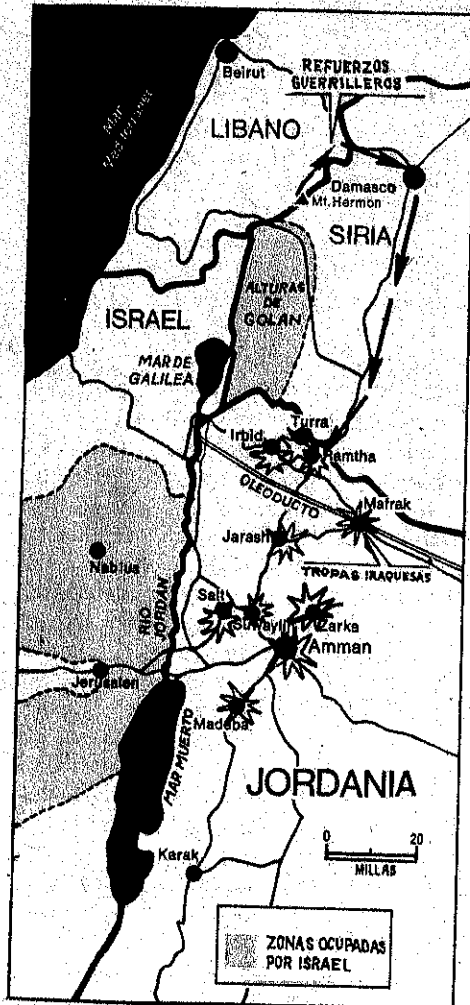 Beirut
REFUERZOS
GUERRILLEROS
Mar
LIBANO
Damasco
Mt. Hermon
SIRIA
ALTURAS
DE
GOLAN
ISRAEL
MAR DE
GALILEA
Turra
Irbid
Ramtha
OLEODUCTO
Mafrak
Jarash
TROPAS IRAQUESAS
Nablus
RIO
JORDAN
Salt
Suwaylih
Zarka
Amman
Jerusalen
Madeba
MAR MUERTO
JORDANIA
0 20
MILLAS
Karak
ZONAS OCUPADAS
POR ISRAEL